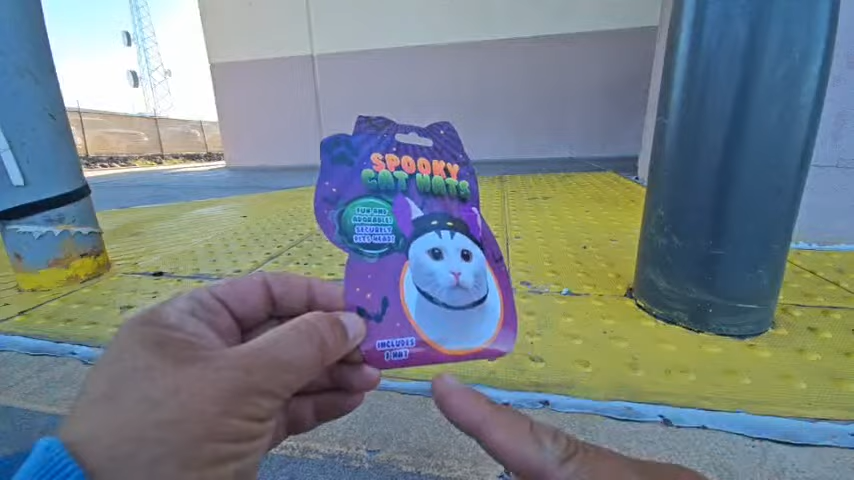 SPOOKY
CAT HATS
FUN AND
ADORABLE!
SECURELY
FITS HEAD!
INCLUDES
1 HAT